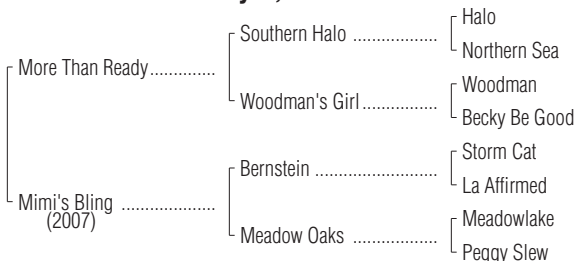 Halo
Southern Halo ..................
Northern Sea
More Than Ready..............
Woodman
Woodman's Girl................
Becky Be Good
Storm Cat
Bernstein ..........................
La Affirmed
Mimi's Bling ....................
(2007)
Meadowlake
Meadow Oaks ..................
Peggy Slew